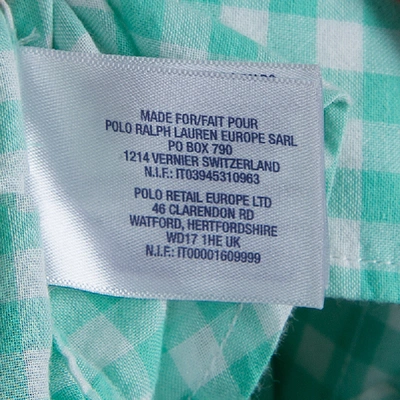 MADE FOR/FAIT POUR
POLO RALPH LAUREN EUROPE SARL
PO BOX 790
1214 VERNIER SWITZERLAND
N.I.F.: IT03945310963
POLO RETAIL EUROPE LTD
46 CLARENDON RD
WATFORD, HERTFORDSHIRE
WD17 1HE UK
N.I.F.: IT00001609999